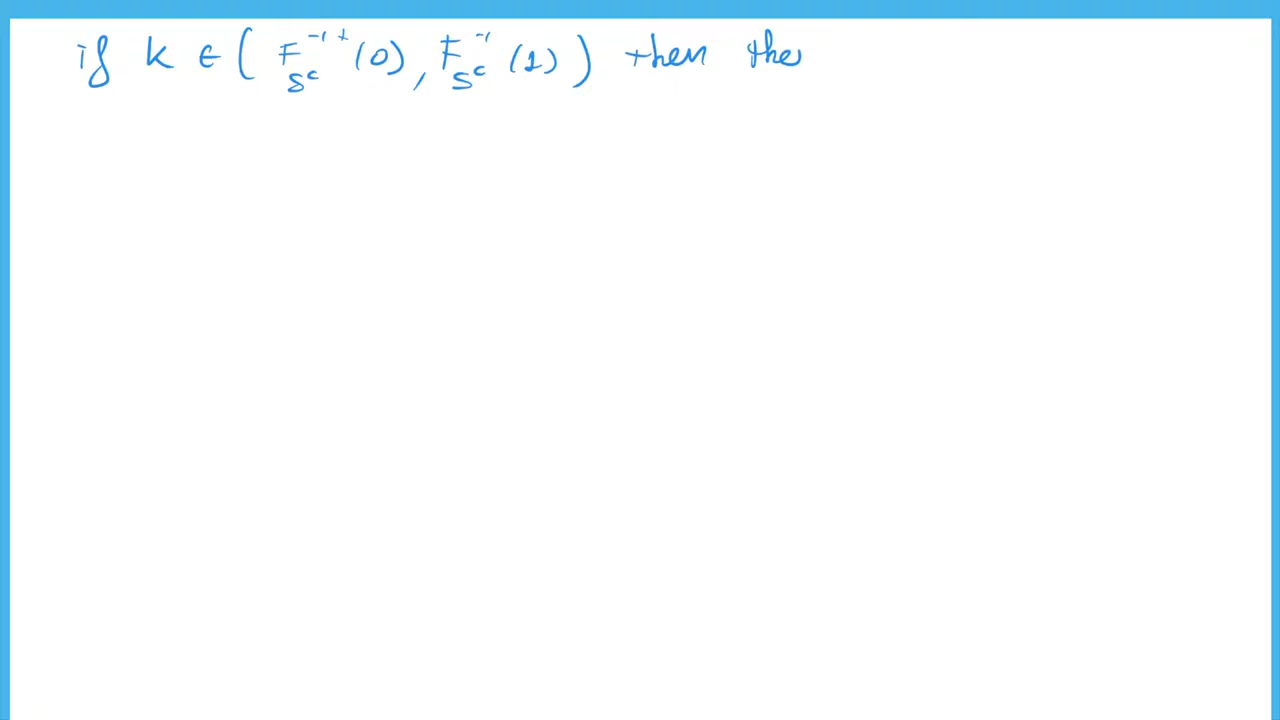 if K ∈ ( F_{S^c}^{-1+}(0), F_{S^c}^{-1}(1) ) then the